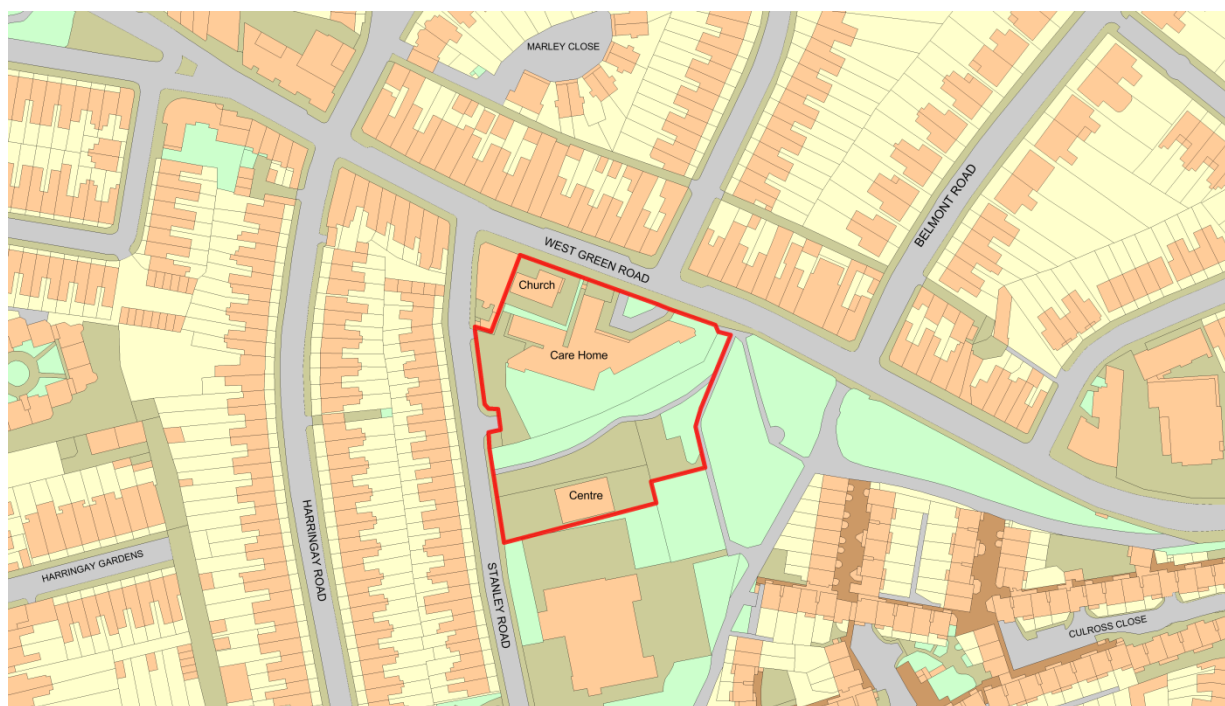 MARLEY CLOSE
BELMONT ROAD
WEST GREEN ROAD
Church
Care Home
Centre
HARRINGAY ROAD
HARRINGAY GARDENS
STANLEY ROAD
CULROSS CLOSE